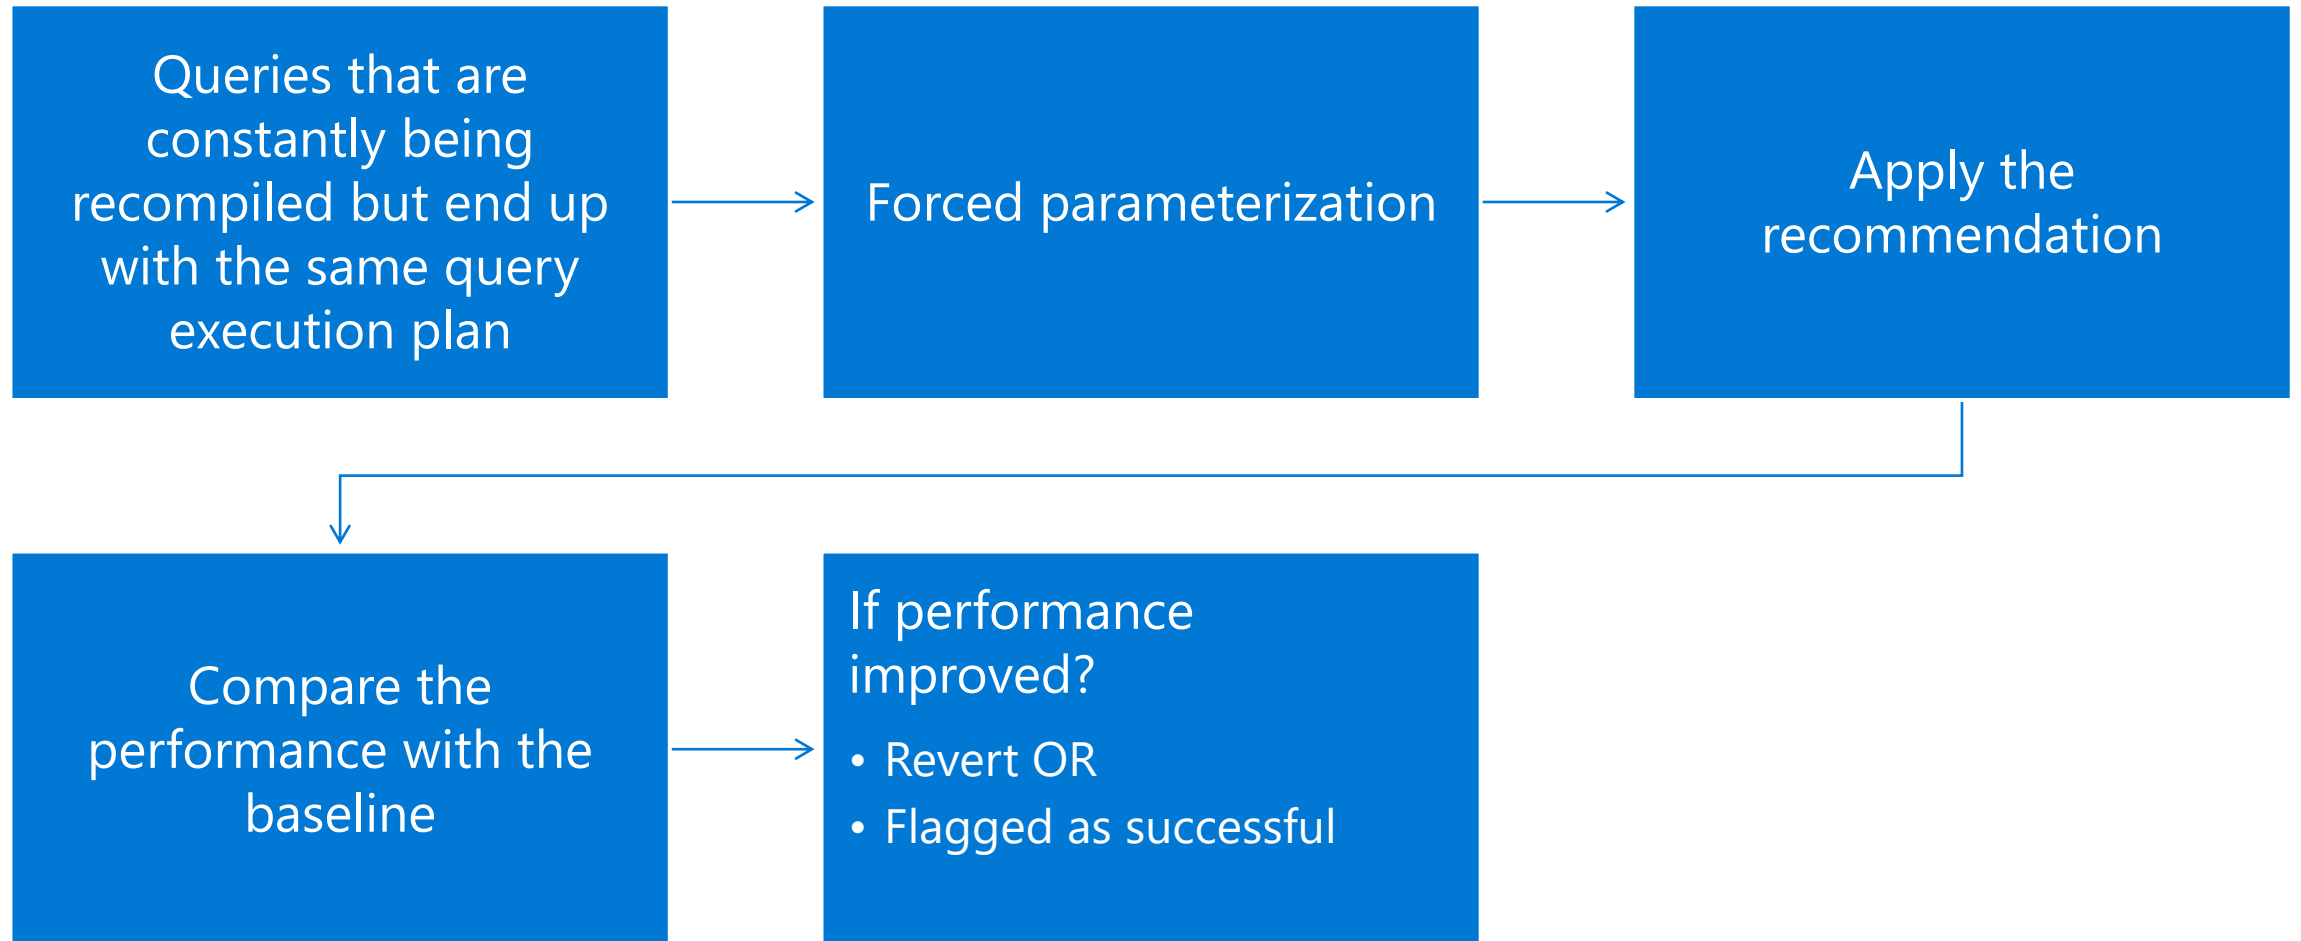 Queries that are
constantly being
recompiled but end up
with the same query
execution plan
Forced parameterization
Apply the
recommendation
Compare the
performance with the
baseline
If performance
improved?
• Revert OR
• Flagged as successful